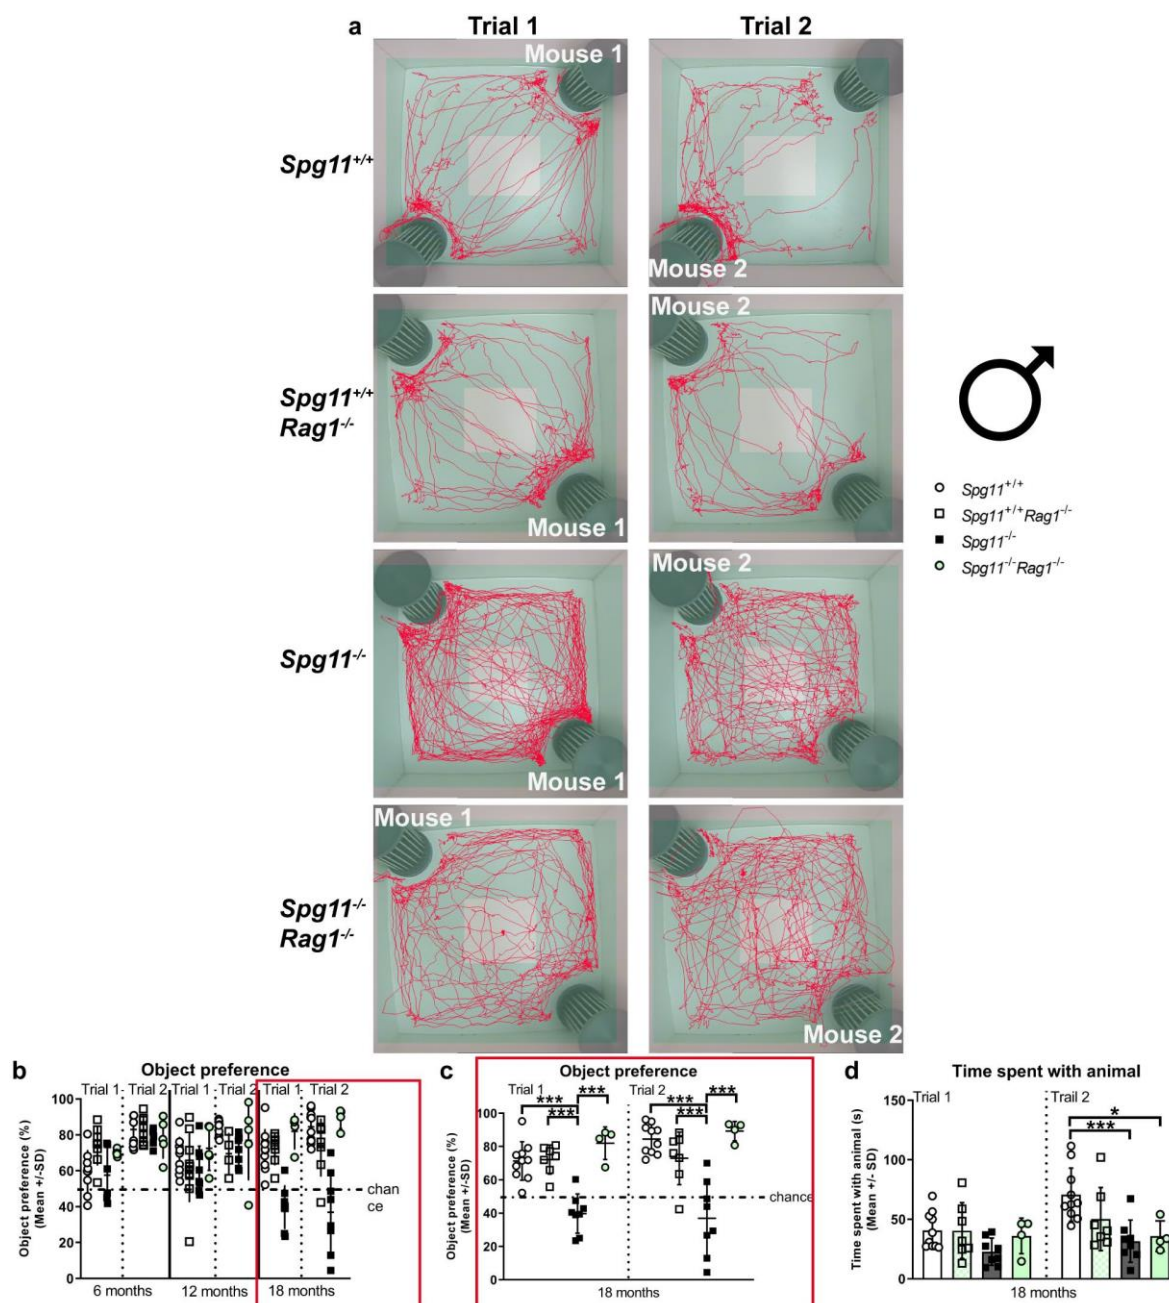 a
Trial 1
Trial 2
Mouse 1
Spg11+/+
Mouse 2
Mouse 2
Spg11+/+
Rag1-/-
Mouse 1
Mouse 2
Spg11-/-
Mouse 1
Mouse 1
Spg11-/-
Rag1-/-
Mouse 2
Spg11+/+
Spg11+/+Rag1-/-
Spg11-/-
Spg11-/-Rag1-/-
b
Object preference
Trial 1
Trial 2
Trial 1
Trial 2
Trial 1
Trial 2
Object preference (%)
(Mean +/-SD)
100
80
60
40
20
0
chan
ce
6 months
12 months
18 months
c
Object preference
Trial 1
Trial 2
***
***
***
***
***
***
Object preference (%)
(Mean +/-SD)
100
80
60
40
20
0
chance
18 months
d
Time spent with animal
Trial 1
Trail 2
*
***
Time spent with animal (s)
(Mean +/- SD)
150
100
50
0
18 months